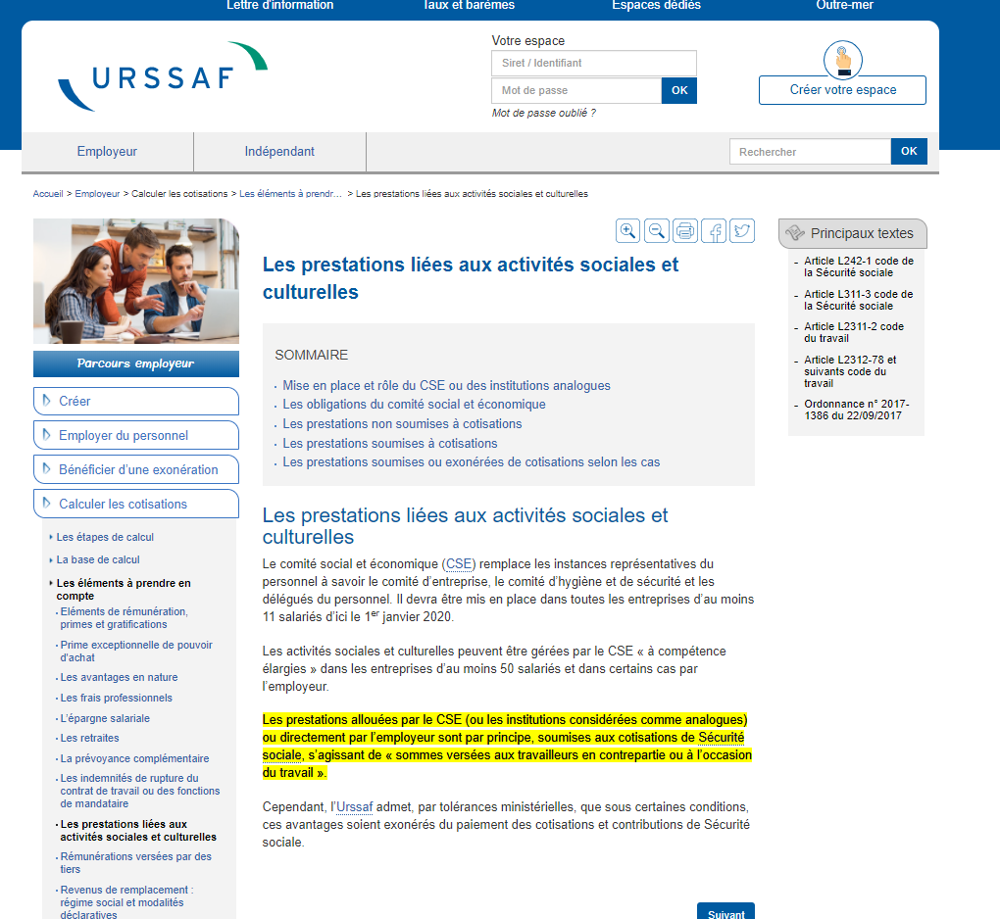 Lettre d'information
Taux et barèmes
Espaces dédiés
Outre-mer
URSSAF
Votre espace
Siret / Identifiant
Mot de passe
OK
Mot de passe oublié ?
Créer votre espace
Employeur
Indépendant
Rechercher
OK
Accueil > Employeur > Calculer les cotisations > Les éléments à prendr... > Les prestations liées aux activités sociales et culturelles
Parcours employeur
Créer
Employer du personnel
Bénéficier d'une exonération
Calculer les cotisations
Les étapes de calcul
La base de calcul
Les éléments à prendre en
compte
Eléments de rémunération,
primes et gratifications
Prime exceptionnelle de pouvoir
d'achat
Les avantages en nature
Les frais professionnels
L'épargne salariale
Les retraites
La prévoyance complémentaire
Les indemnités de rupture du
contrat de travail ou des fonctions
de mandataire
Les prestations liées aux
activités sociales et culturelles
Rémunérations versées par des
tiers
Revenus de remplacement :
régime social et modalités
déclaratives
Les prestations liées aux activités sociales et
culturelles
SOMMAIRE
Mise en place et rôle du CSE ou des institutions analogues
Les obligations du comité social et économique
Les prestations non soumises à cotisations
Les prestations soumises à cotisations
Les prestations soumises ou exonérées de cotisations selon les cas
Les prestations liées aux activités sociales et
culturelles
Le comité social et économique (CSE) remplace les instances représentatives du
personnel à savoir le comité d'entreprise, le comité d'hygiène et de sécurité et les
délégués du personnel. Il devra être mis en place dans toutes les entreprises d'au moins
11 salariés d'ici le 1er janvier 2020.
Les activités sociales et culturelles peuvent être gérées par le CSE « à compétence
élargies » dans les entreprises d'au moins 50 salariés et dans certains cas par
l'employeur.
Les prestations allouées par le CSE (ou les institutions considérées comme analogues)
ou directement par l'employeur sont par principe, soumises aux cotisations de Sécurité
sociale, s'agissant de « sommes versées aux travailleurs en contrepartie ou à l'occasion
du travail ».
Cependant, l'Urssaf admet, par tolérances ministérielles, que sous certaines conditions,
ces avantages soient exonérés du paiement des cotisations et contributions de Sécurité
sociale.
Suivant
Principaux textes
- Article L242-1 code de
la Sécurité sociale
- Article L311-3 code de
la Sécurité sociale
- Article L2311-2 code
du travail
- Article L2312-78 et
suivants code du
travail
- Ordonnance n° 2017-
1386 du 22/09/2017